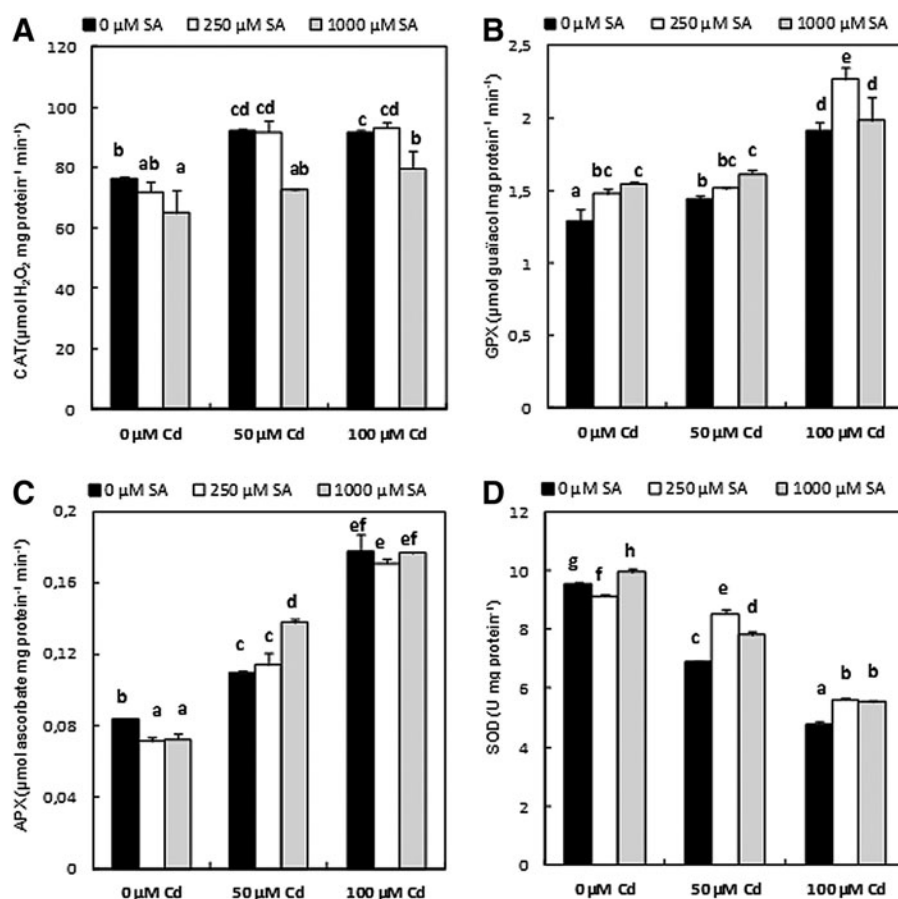 A
■ 0 µM SA □ 250 µM SA ■ 1000 µM SA
CAT (µmol H₂O₂ mg protein⁻¹ min⁻¹)
120
100
80
60
40
20
0
b ab a
cd cd ab
c cd b
0 µM Cd 50 µM Cd 100 µM Cd
B
■ 0 µM SA □ 250 µM SA ■ 1000 µM SA
GPX (µmol guaïacol mg protein⁻¹ min⁻¹)
2,5
2
1,5
1
0,5
0
a bc c
b bc c
d e d
0 µM Cd 50 µM Cd 100 µM Cd
C
■ 0 µM SA □ 250 µM SA ■ 1000 µM SA
APX (µmol ascorbate mg protein⁻¹ min⁻¹)
0,2
0,16
0,12
0,08
0,04
0
b a a
c c d
ef e ef
0 µM Cd 50 µM Cd 100 µM Cd
D
■ 0 µM SA □ 250 µM SA ■ 1000 µM SA
SOD (U mg protein⁻¹)
12
10
8
6
4
2
0
g f h
c e d
a b b
0 µM Cd 50 µM Cd 100 µM Cd